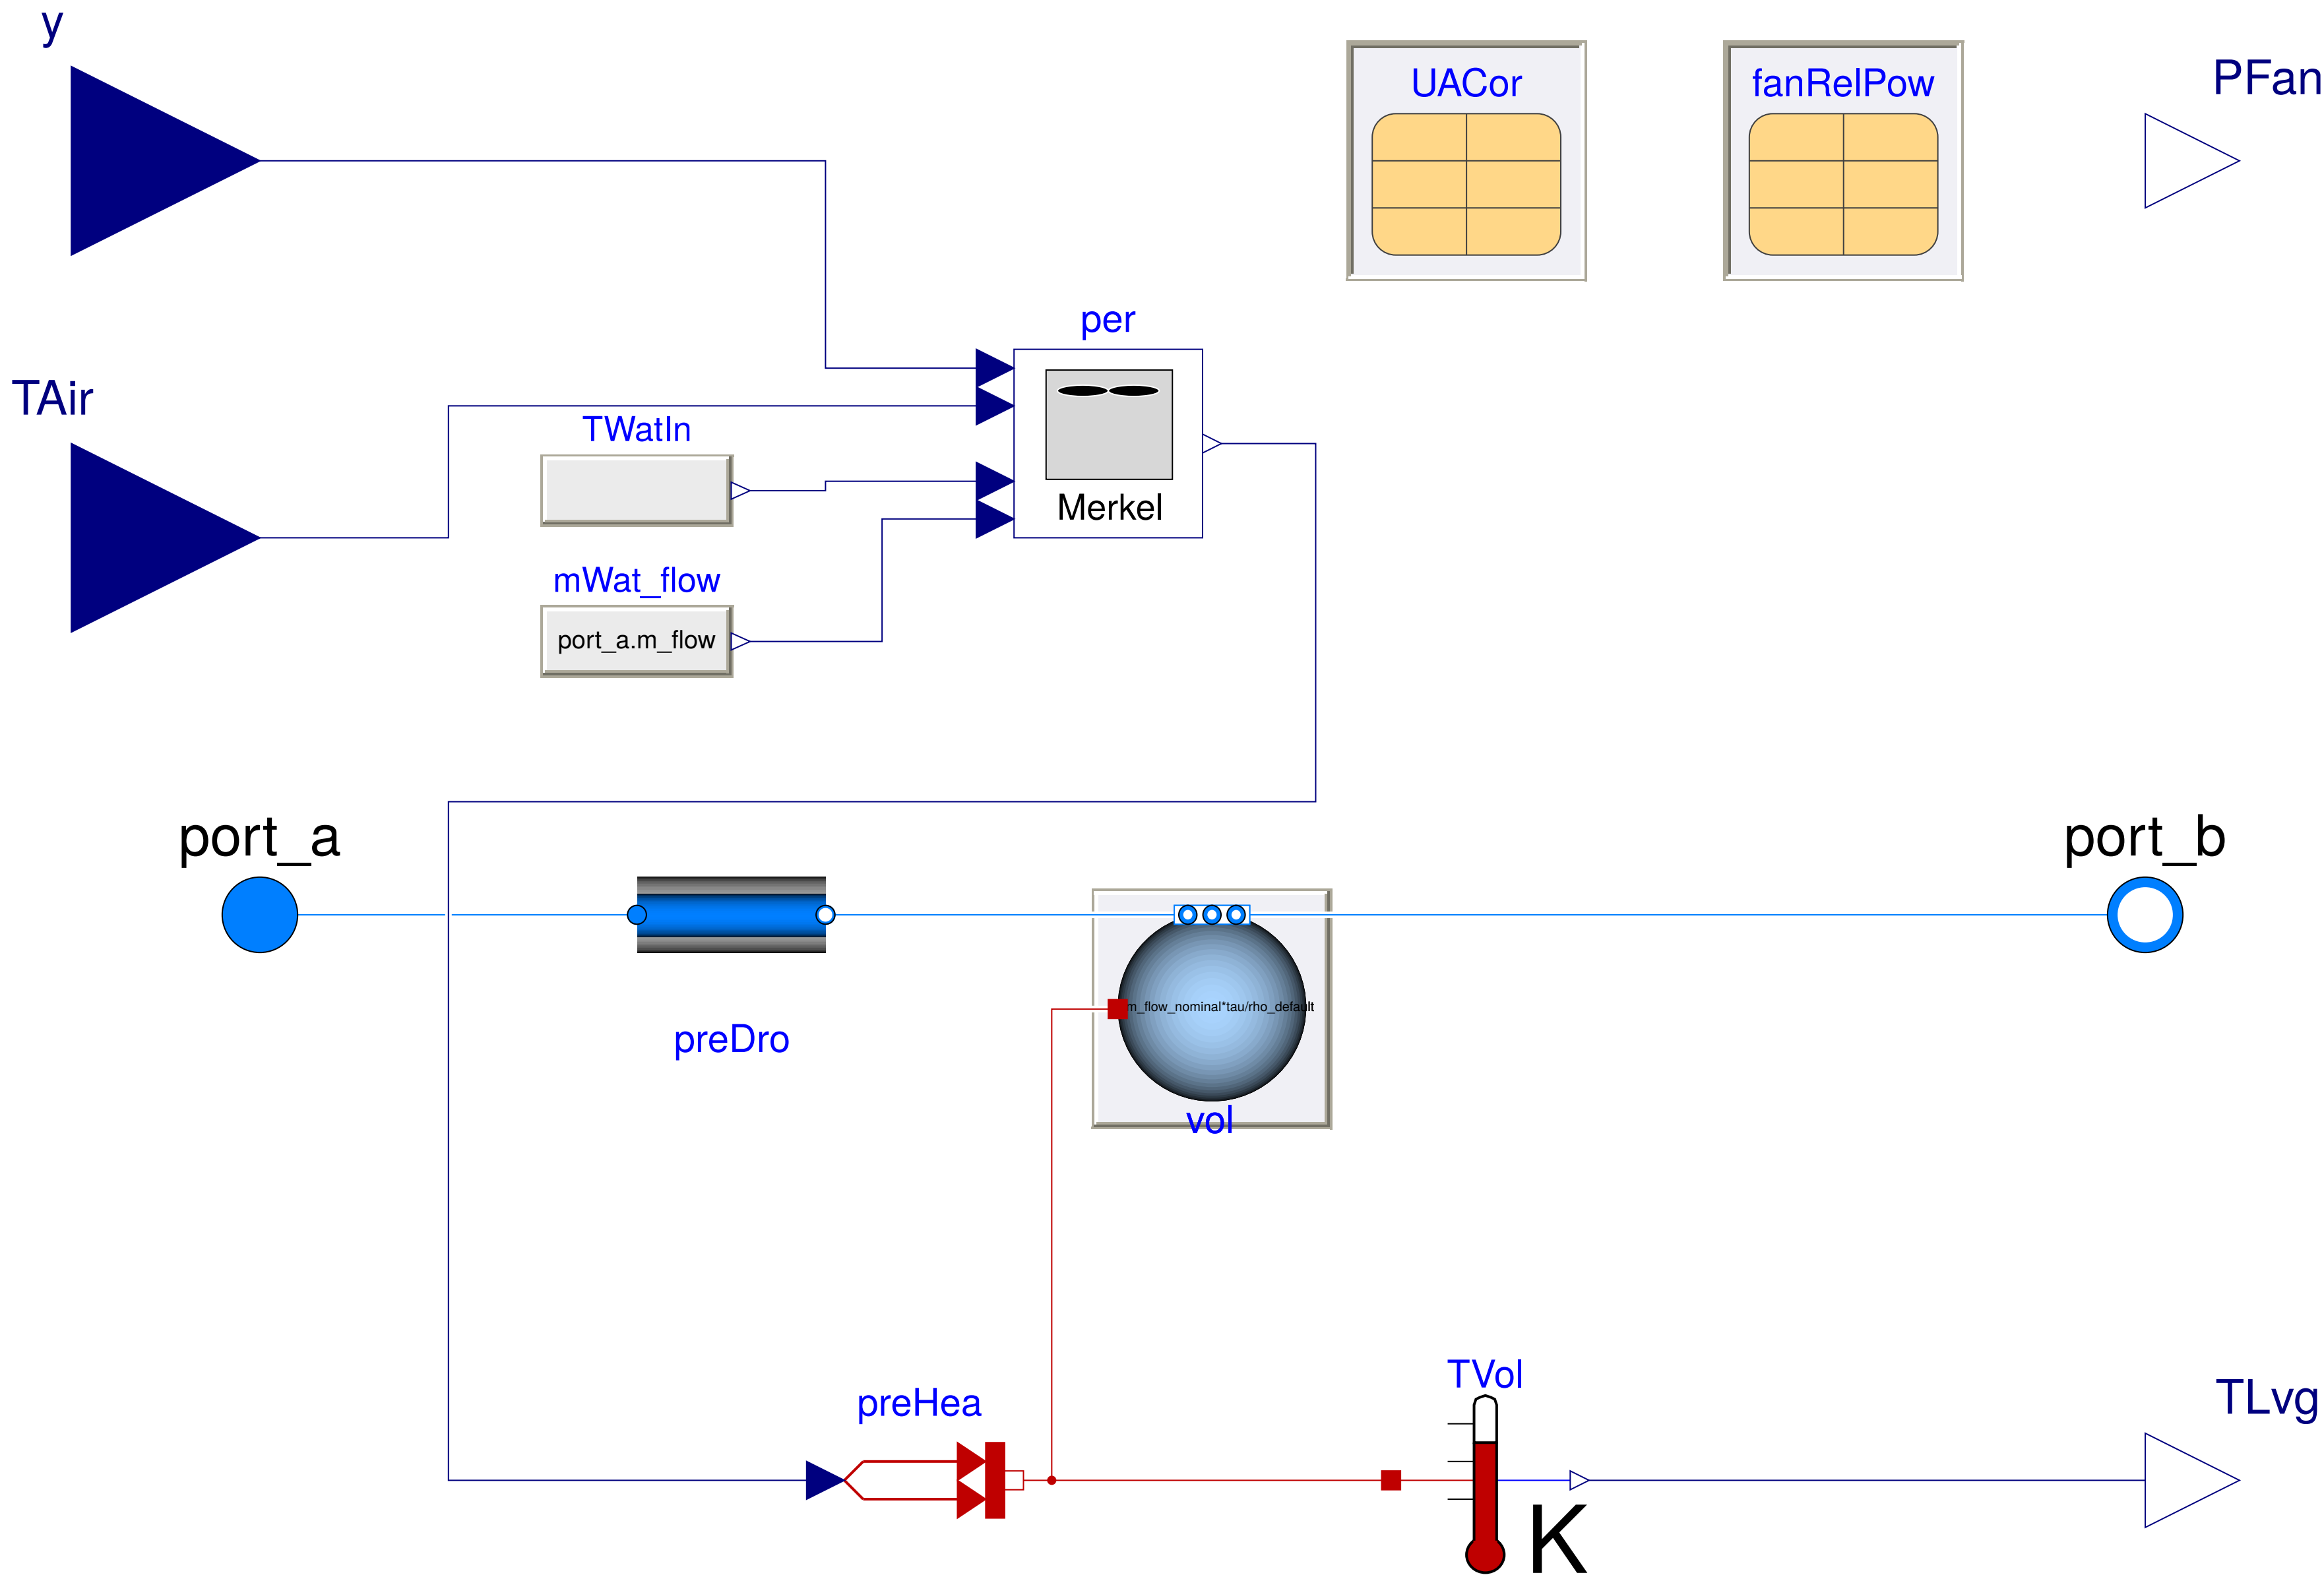 y
UACor
fanRelPow
PFan
per
TAir
TWatIn
Merkel
mWat_flow
port_a.m_flow
port_a
port_b
m_flow_nominal*tau/rho_default
preDro
vol
TVol
preHea
TLvg
K